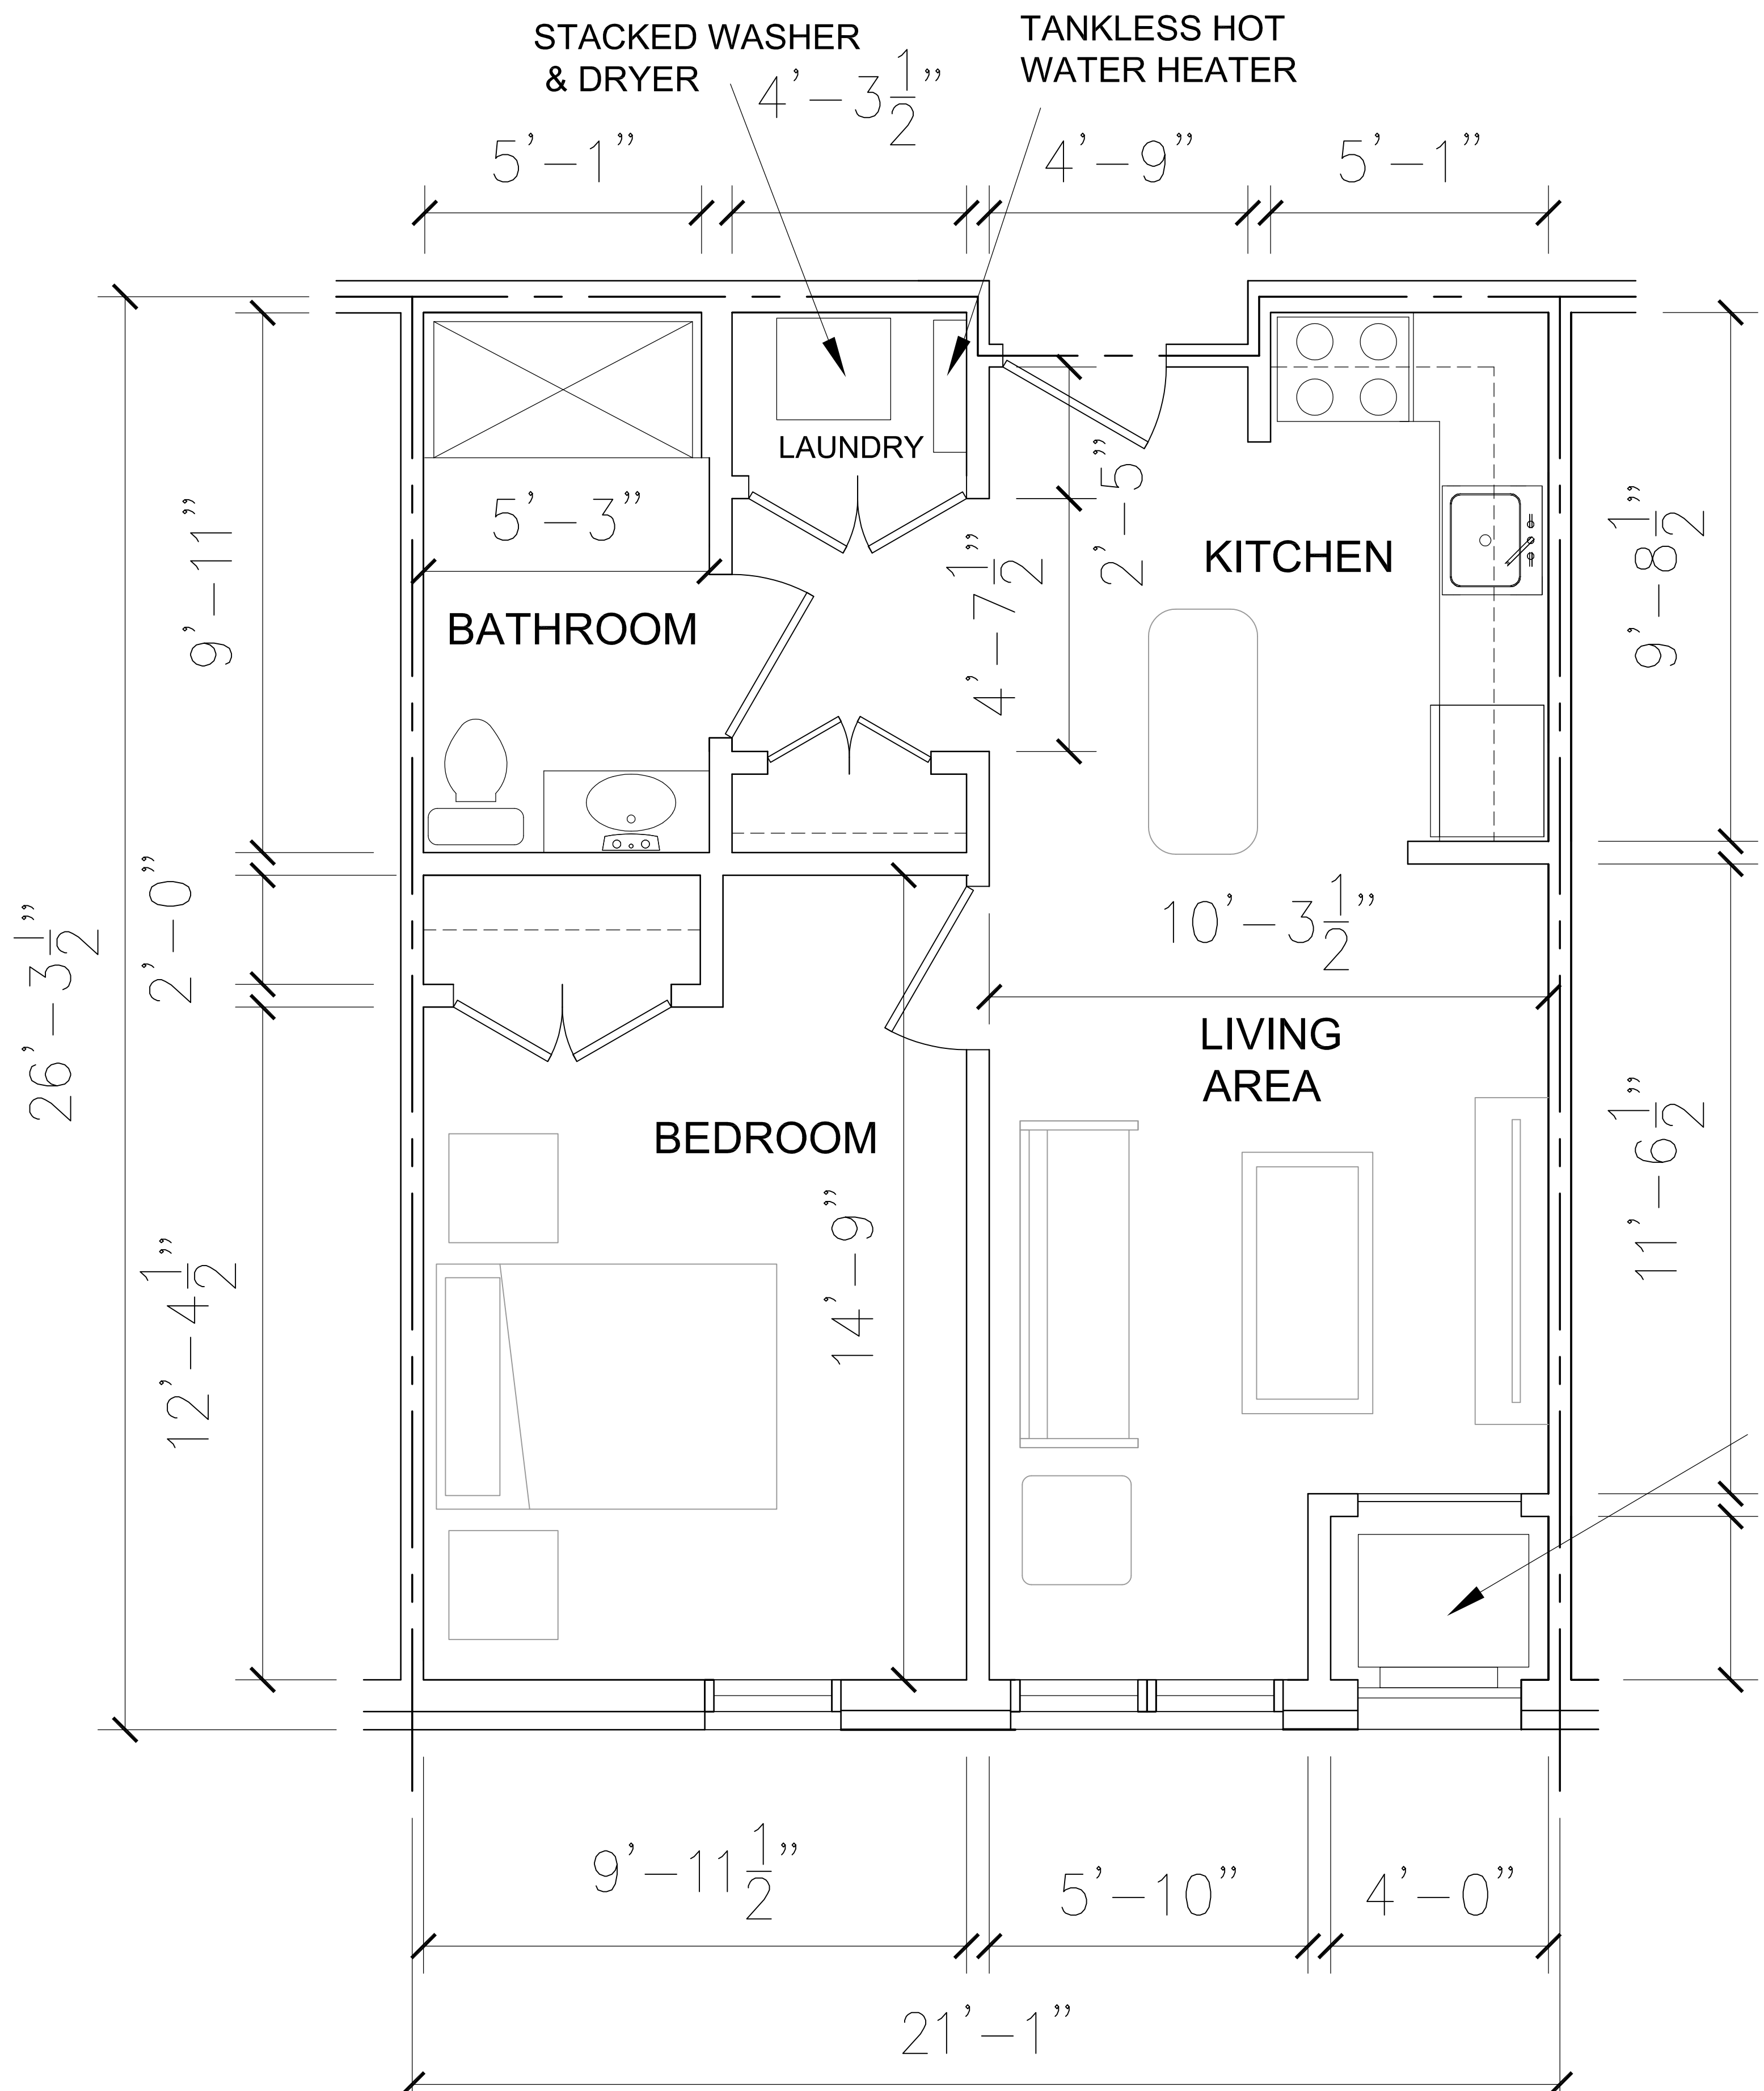 STACKED WASHER
& DRYER
TANKLESS HOT
WATER HEATER
5'-1"
4'-3 1/2"
4'-9"
5'-1"
LAUNDRY
5'-3"
2'-5"
4'-7 1/2"
KITCHEN
BATHROOM
9'-11"
9'-8 1/2"
2'-0"
26'-3 1/2"
10'-3 1/2"
LIVING
AREA
BEDROOM
14'-9"
12'-4 1/2"
11'-6 1/2"
9'-11 1/2"
5'-10"
4'-0"
21'-1"